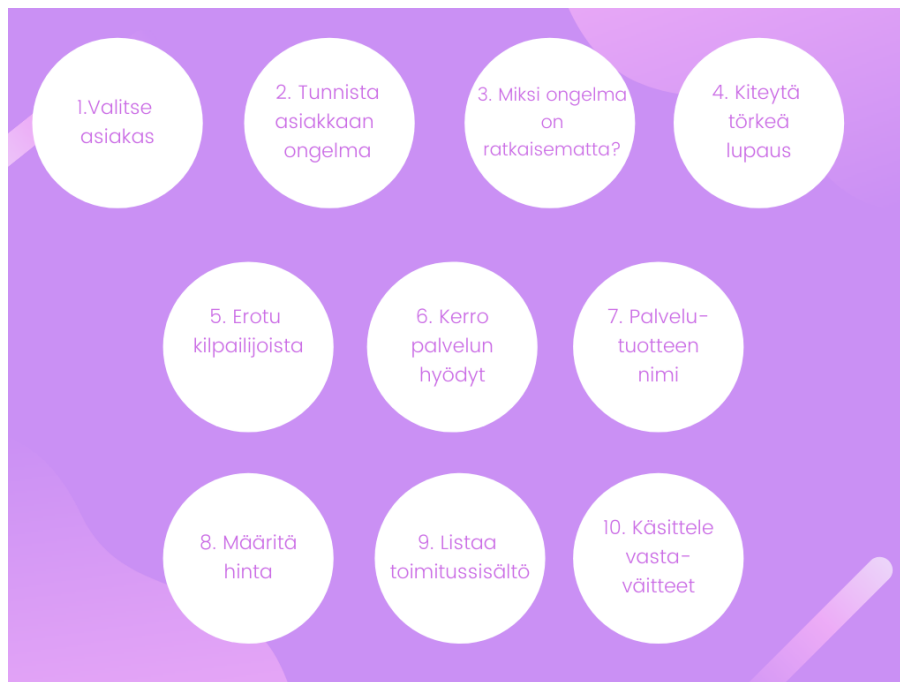 1.Valitse
asiakas
2. Tunnista
asiakkaan
ongelma
3. Miksi ongelma
on
ratkaisematta?
4. Kiteytä
törkeä
lupaus
5. Erotu
kilpailijoista
6. Kerro
palvelun
hyödyt
7. Palvelu-
tuotteen
nimi
8. Määritä
hinta
9. Listaa
toimitussisältö
10. Käsittele
vasta-
väitteet